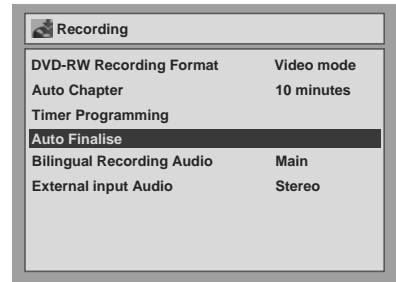 Recording
DVD-RW Recording Format Video mode
Auto Chapter 10 minutes
Timer Programming
Auto Finalise
Bilingual Recording Audio Main
External input Audio Stereo